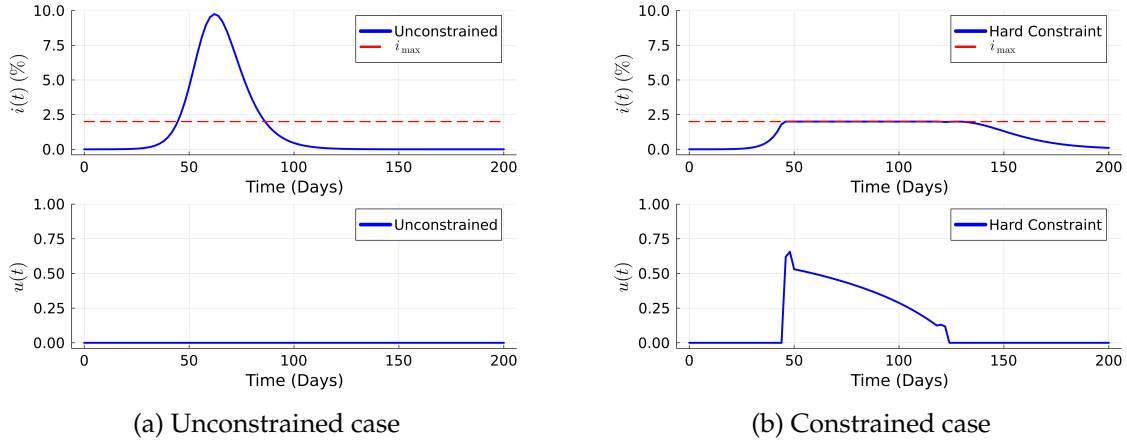 10.0
7.5
5.0
2.5
0.0
i(t) (%)
Unconstrained
i_max
0 50 100 150 200
Time (Days)
1.00
0.75
0.50
0.25
0.00
u(t)
Unconstrained
0 50 100 150 200
Time (Days)
(a) Unconstrained case
10.0
7.5
5.0
2.5
0.0
i(t) (%)
Hard Constraint
i_max
0 50 100 150 200
Time (Days)
1.00
0.75
0.50
0.25
0.00
u(t)
Hard Constraint
0 50 100 150 200
Time (Days)
(b) Constrained case